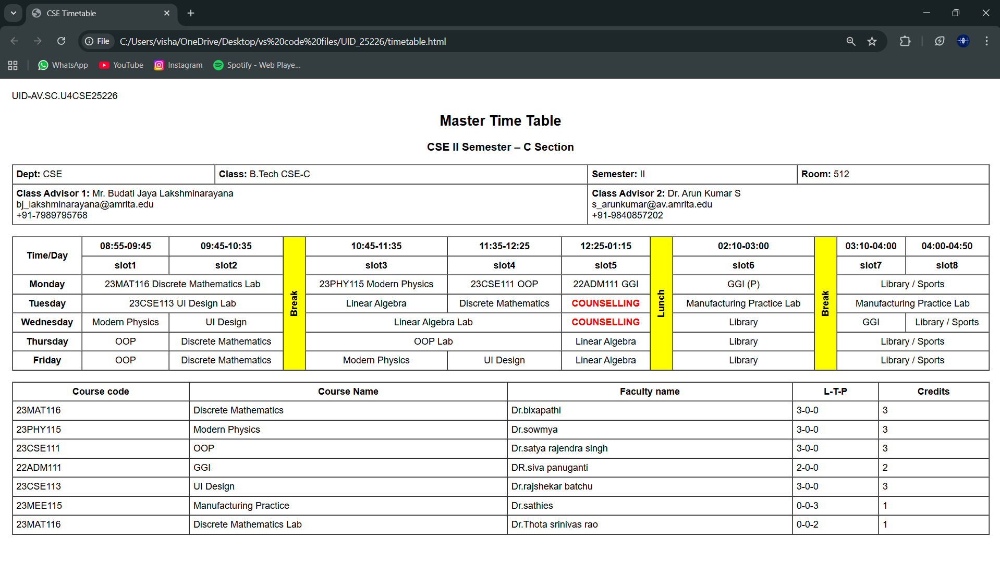 CSE Timetable
File C:/Users/visha/OneDrive/Desktop/vs%20code%20files/UID_25226/timetable.html
WhatsApp YouTube Instagram Spotify - Web Playe...
UID-AV.SC.U4CSE25226
Master Time Table
CSE II Semester – C Section
Dept: CSE Class: B.Tech CSE-C Semester: II Room: 512
Class Advisor 1: Mr. Budati Jaya Lakshminarayana Class Advisor 2: Dr. Arun Kumar S
bj_lakshminarayana@amrita.edu s_arunkumar@av.amrita.edu
+91-7989795768 +91-9840857202
Time/Day 08:55-09:45 09:45-10:35 Break 10:45-11:35 11:35-12:25 12:25-01:15 Lunch 02:10-03:00 Break 03:10-04:00 04:00-04:50
slot1 slot2 slot3 slot4 slot5 slot6 slot7 slot8
Monday 23MAT116 Discrete Mathematics Lab 23PHY115 Modern Physics 23CSE111 OOP 22ADM111 GGI GGI (P) Library / Sports
Tuesday 23CSE113 UI Design Lab Linear Algebra Discrete Mathematics COUNSELLING Manufacturing Practice Lab Manufacturing Practice Lab
Wednesday Modern Physics UI Design Linear Algebra Lab COUNSELLING Library GGI Library / Sports
Thursday OOP Discrete Mathematics OOP Lab Linear Algebra Library Library / Sports
Friday OOP Discrete Mathematics Modern Physics UI Design Linear Algebra Library Library / Sports
Course code Course Name Faculty name L-T-P Credits
23MAT116 Discrete Mathematics Dr.bixapathi 3-0-0 3
23PHY115 Modern Physics Dr.sowmya 3-0-0 3
23CSE111 OOP Dr.satya rajendra singh 3-0-0 3
22ADM111 GGI DR.siva panuganti 2-0-0 2
23CSE113 UI Design Dr.rajshekar batchu 3-0-0 3
23MEE115 Manufacturing Practice Dr.sathies 0-0-3 1
23MAT116 Discrete Mathematics Lab Dr.Thota srinivas rao 0-0-2 1